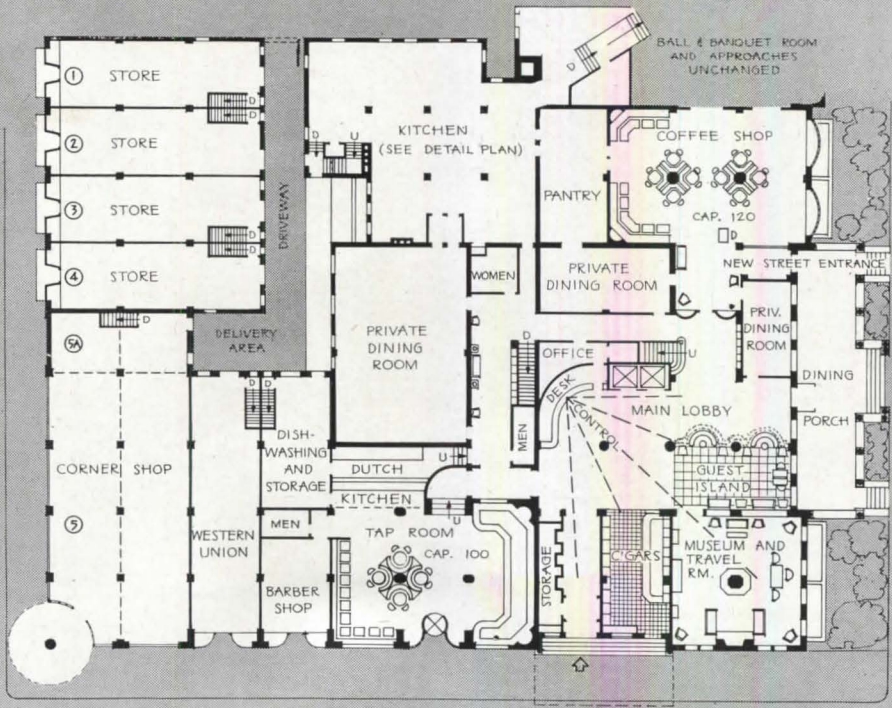 BALL & BANQUET ROOM
AND APPROACHES
UNCHANGED
D
1 STORE
D
D
2 STORE
3 STORE
D
D
4 STORE
DRIVEWAY
DELIVERY
AREA
KITCHEN
(SEE DETAIL PLAN)
D U
PANTRY
COFFEE SHOP
CAP. 120
D
WOMEN
PRIVATE
DINING ROOM
NEW STREET ENTRANCE
PRIV.
DINING
ROOM
PRIVATE
DINING
ROOM
OFFICE
U
D
MEN
DESK
CONTROL
MAIN LOBBY
DINING
PORCH
GUEST
ISLAND
5A
D
CORNER SHOP
5
D D
DISH-
WASHING
AND
STORAGE
DUTCH
KITCHEN
U
U
WESTERN
UNION
MEN
BARBER
SHOP
TAP ROOM
CAP. 100
STORAGE
CIGARS
MUSEUM AND
TRAVEL
RM.